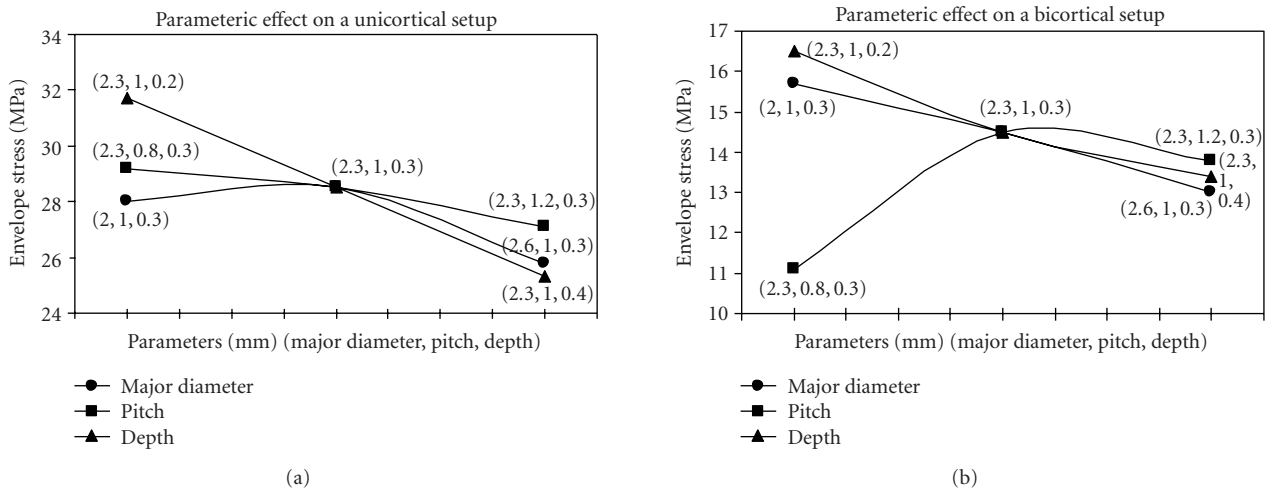 Parameteric effect on a unicortical setup
34
32
30
28
26
24
Envelope stress (MPa)
(2.3, 1, 0.2)
(2.3, 0.8, 0.3)
(2.3, 1, 0.3)
(2, 1, 0.3)
(2.3, 1.2, 0.3)
(2.6, 1, 0.3)
(2.3, 1, 0.4)
Parameters (mm) (major diameter, pitch, depth)
Major diameter
Pitch
Depth
(a)
Parameteric effect on a bicortical setup
17
16
15
14
13
12
11
10
Envelope stress (MPa)
(2.3, 1, 0.2)
(2, 1, 0.3)
(2.3, 1, 0.3)
(2.3, 1.2, 0.3)
(2.3,
1,
0.4)
(2.6, 1, 0.3)
(2.3, 0.8, 0.3)
Parameters (mm) (major diameter, pitch, depth)
Major diameter
Pitch
Depth
(b)